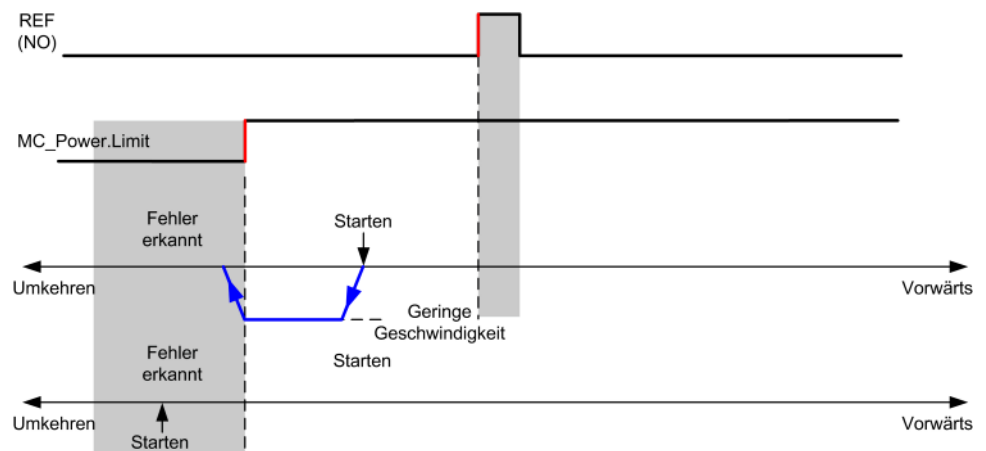 REF
(NO)
MC_Power.Limit
Fehler
erkannt
Starten
Umkehren
Vorwärts
Geringe
Geschwindigkeit
Fehler
erkannt
Starten
Umkehren
Vorwärts
Starten